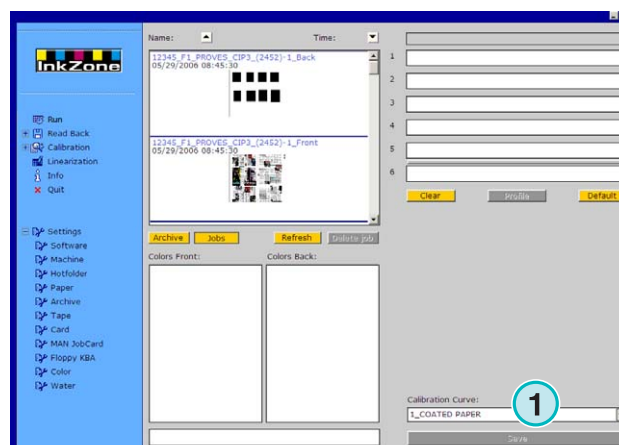 InkZone
Run
Read Back
Calibration
Linearization
Info
Quit
Settings
Software
Machine
Hotfolder
Paper
Archive
Tape
Card
MAN JobCard
Floppy KBA
Color
Water
Name:
Time:
12345_F1_PROVES_CIP3_(2452)-1_Back
05/29/2006 08:45:30
12345_F1_PROVES_CIP3_(2452)-1_Front
05/29/2006 08:45:30
Archive
Jobs
Refresh
Delete job
Colors Front:
Colors Back:
1
2
3
4
5
6
Clear
Profile
Default
Calibration Curve:
1_COATED PAPER
1
Save